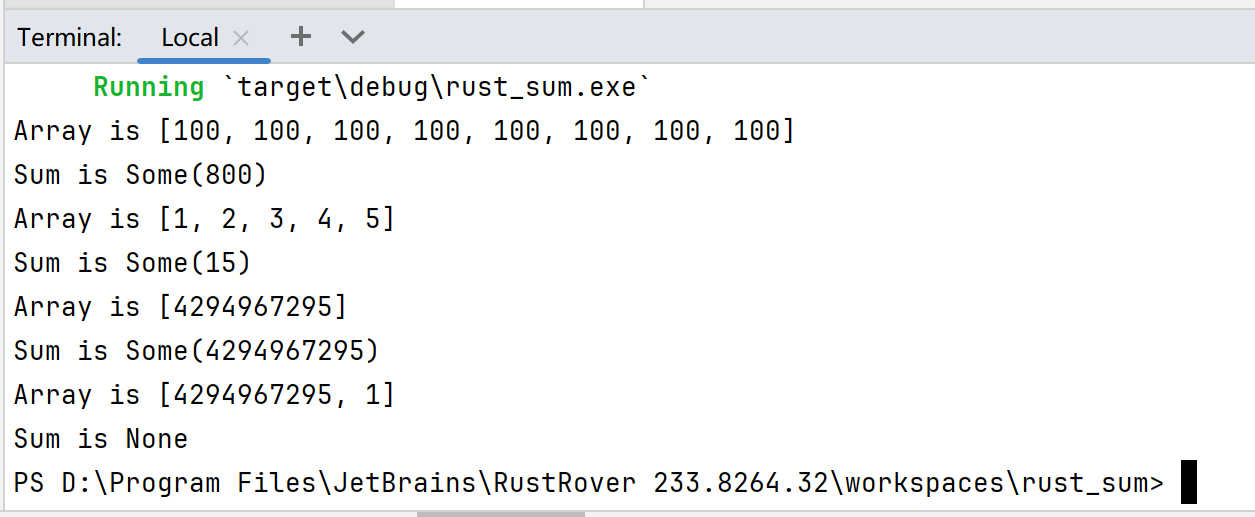 Terminal: Local
Running `target\debug\rust_sum.exe`
Array is [100, 100, 100, 100, 100, 100, 100, 100]
Sum is Some(800)
Array is [1, 2, 3, 4, 5]
Sum is Some(15)
Array is [4294967295]
Sum is Some(4294967295)
Array is [4294967295, 1]
Sum is None
PS D:\Program Files\JetBrains\RustRover 233.8264.32\workspaces\rust_sum>